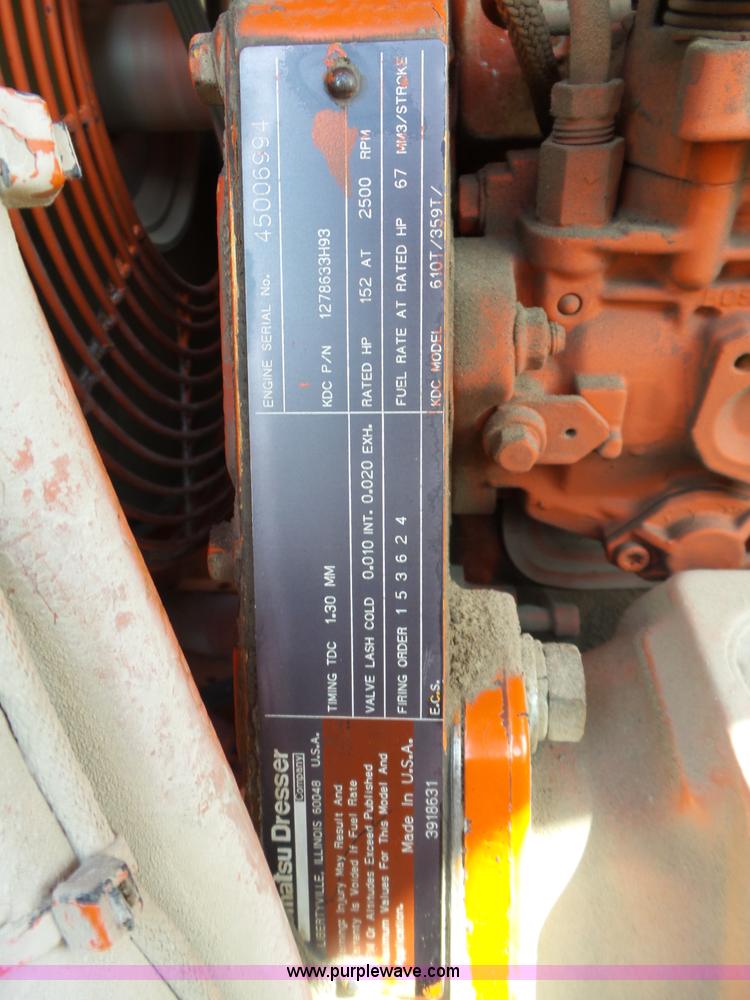 Dresser
Company
ILLINOIS 60048 U.S.A.
Injury May Result And
is Voided If Fuel Rate
Or Altitudes Exceed Published
Values For This Model And
Made In U.S.A.
3918631
TIMING TDC 1.30 MM
VALVE LASH COLD 0.010 INT. 0.020 EXH.
FIRING ORDER 1 5 3 6 2 4
E.C.S.
ENGINE SERIAL No. 45006994
KDC P/N 1278633H93
RATED HP 152 AT 2500 RPM
FUEL RATE AT RATED HP 67 MM3/STROKE
KDC MODEL 610T/359T/
www.purplewave.com